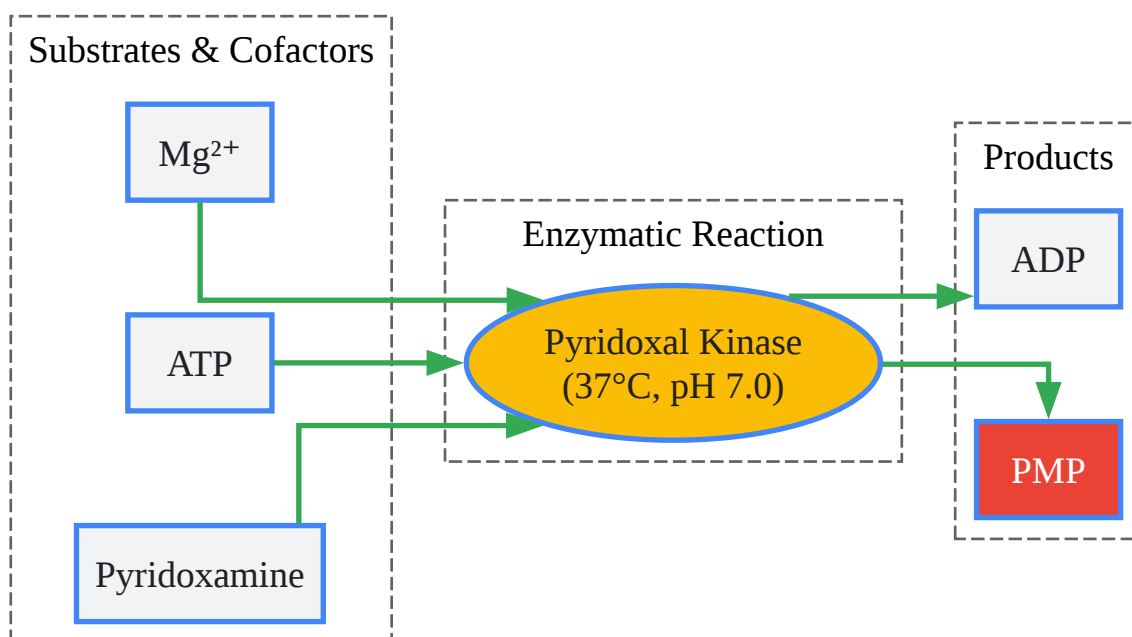 Substrates & Cofactors
Mg²⁺
ATP
Pyridoxamine
Enzymatic Reaction
Pyridoxal Kinase
(37°C, pH 7.0)
Products
ADP
PMP